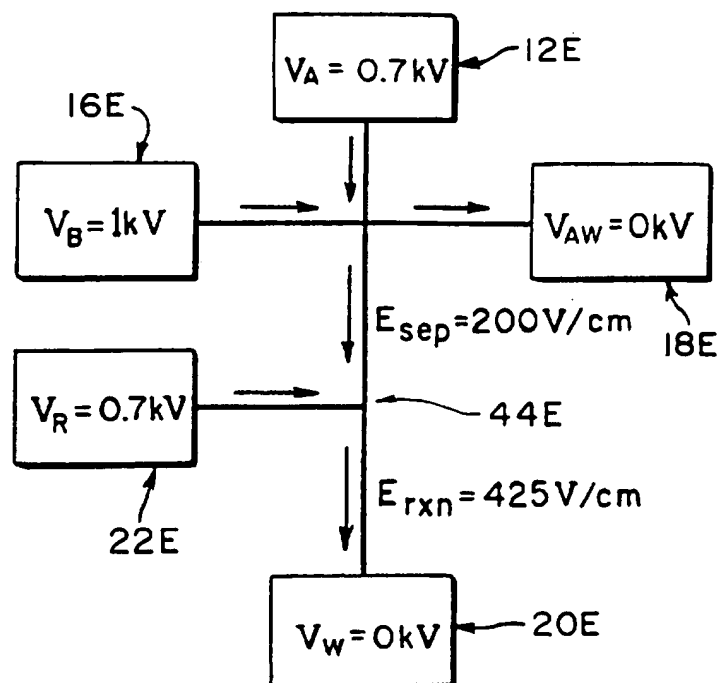 V_A = 0.7kV
12E
16E
V_B = 1kV
V_AW = 0kV
18E
E_sep = 200V/cm
V_R = 0.7kV
44E
22E
E_rxn = 425V/cm
V_W = 0kV
20E